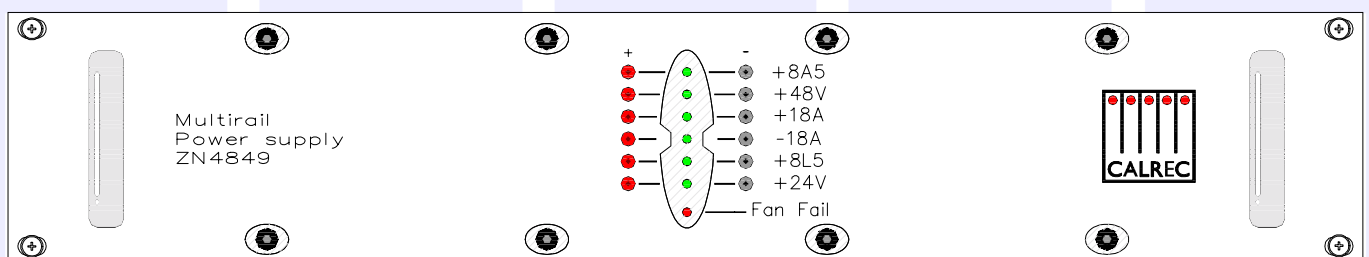 Multirail
Power supply
ZN4849
+ -
+8A5
+48V
+18A
-18A
+8L5
+24V
Fan Fail
CALREC